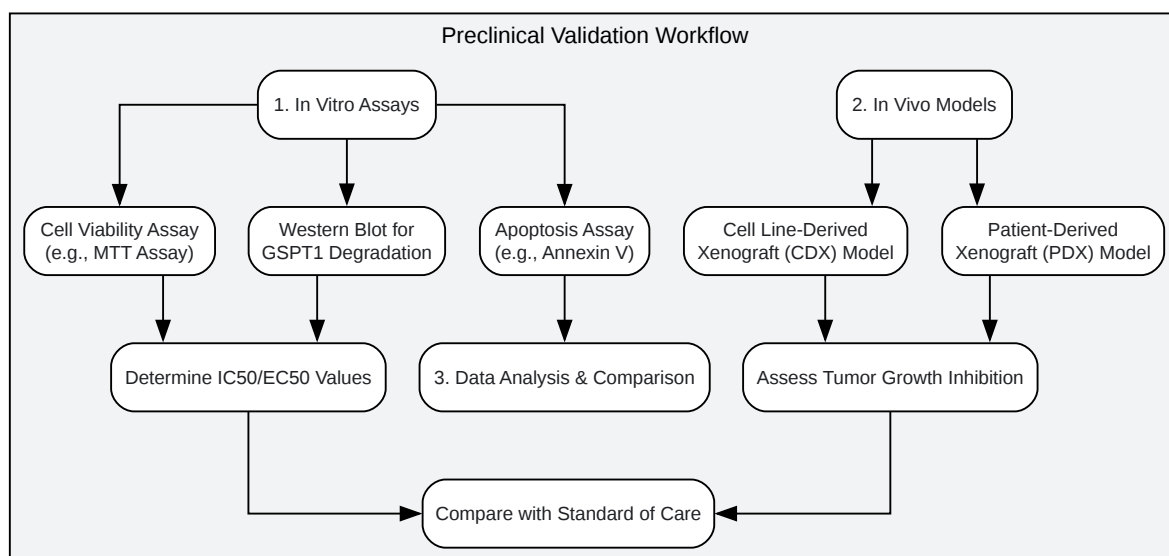 Preclinical Validation Workflow
1. In Vitro Assays
2. In Vivo Models
Cell Viability Assay
(e.g., MTT Assay)
Western Blot for
GSPT1 Degradation
Apoptosis Assay
(e.g., Annexin V)
Cell Line-Derived
Xenograft (CDX) Model
Patient-Derived
Xenograft (PDX) Model
Determine IC50/EC50 Values
3. Data Analysis & Comparison
Assess Tumor Growth Inhibition
Compare with Standard of Care